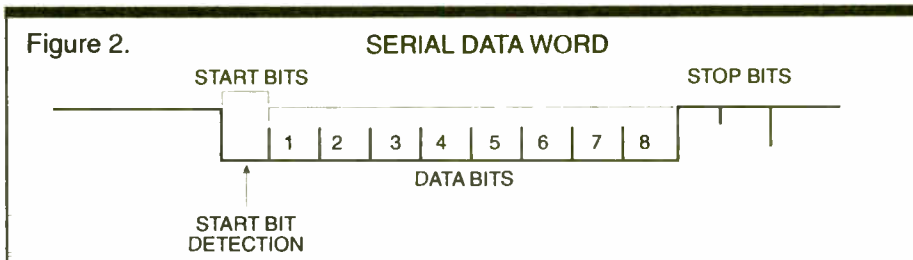 Figure 2.
SERIAL DATA WORD
START BITS
STOP BITS
1 2 3 4 5 6 7 8
DATA BITS
START BIT
DETECTION